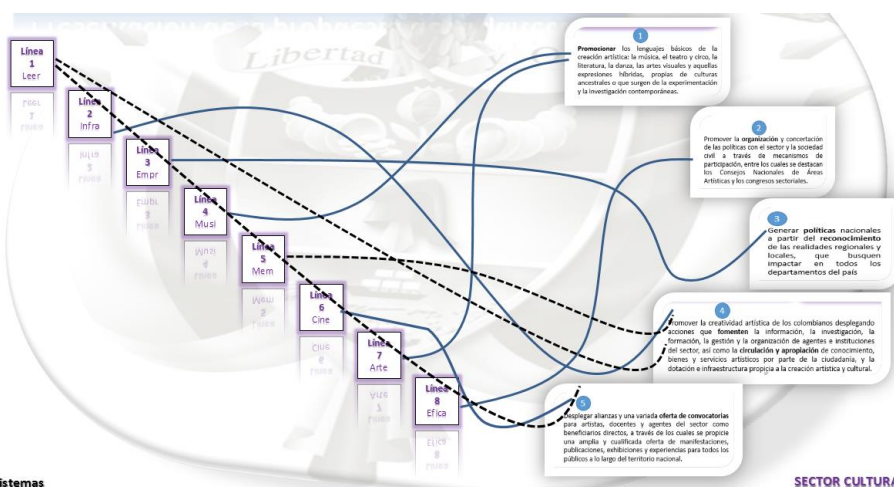 Libertad y O
Línea
1
Leer
Línea
2
Infra
Línea
3
Empr
Línea
4
Musi
Línea
5
Mem
Línea
6
Cine
Línea
7
Arte
Línea
8
Efica
1
Promocionar los lenguajes básicos de la
creación artística: la música, el teatro y circo, la
literatura, la danza, las artes visuales y aquellas
expresiones híbridas, propias de culturas
ancestrales o que surgen de la experimentación
y la investigación contemporáneas.
2
Promover la organización y concertación
de las políticas con el sector y la sociedad
civil a través de mecanismos de
participación, entre los cuales se destacan
los Consejos Nacionales de Áreas
Artísticas y los congresos sectoriales.
3
Generar políticas nacionales
a partir del reconocimiento
de las realidades regionales y
locales, que busquen
impactar en todos los
departamentos del país
4
Promover la creatividad artística de los colombianos desplegando
acciones que fomenten la información, la investigación, la
formación, la gestión y la organización de agentes e instituciones
del sector, así como la circulación y apropiación de conocimiento,
bienes y servicios artísticos por parte de la ciudadanía, y la
dotación e infraestructura propicia a la creación artística y cultural.
5
Desplegar alianzas y una variada oferta de convocatorias
para artistas, docentes y agentes del sector como
beneficiarios directos, a través de los cuales se propicie
una amplia y cualificada oferta de manifestaciones,
publicaciones, exhibiciones y experiencias para todos los
públicos a lo largo del territorio nacional.
istemas
SECTOR CULTURA